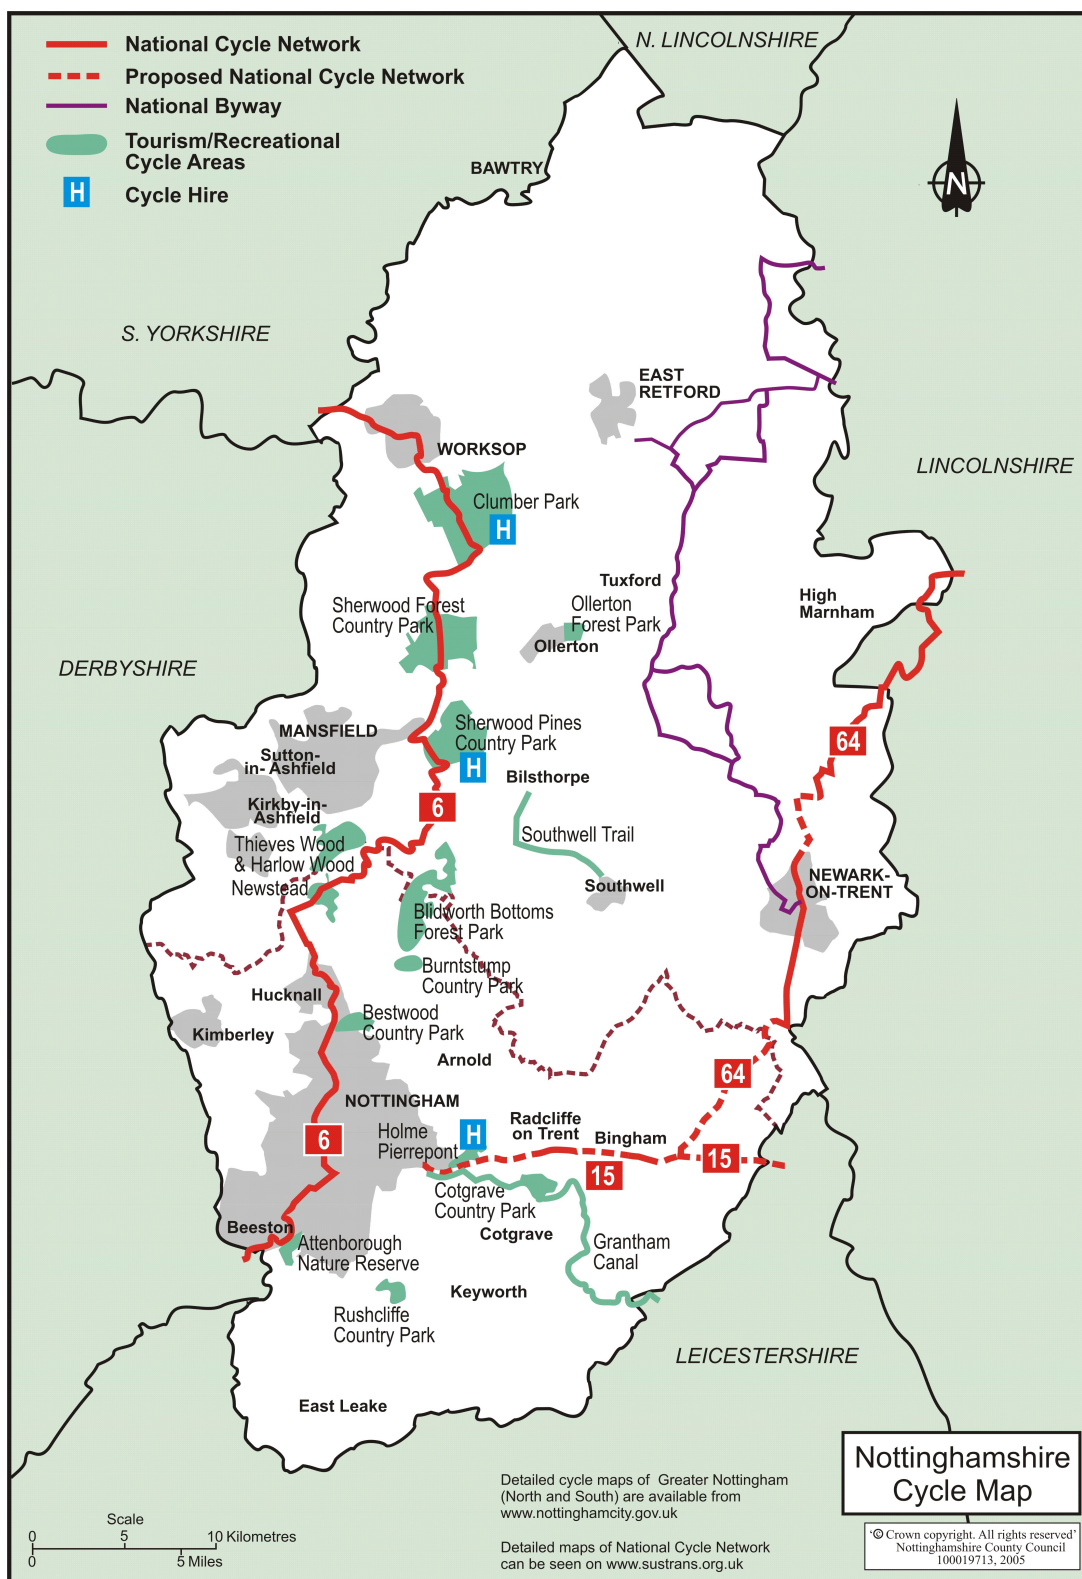 National Cycle Network
Proposed National Cycle Network
National Byway
Tourism/Recreational
Cycle Areas
H
Cycle Hire
N. LINCOLNSHIRE
BAWTRY
N
S. YORKSHIRE
EAST
RETFORD
WORKSOP
LINCOLNSHIRE
Clumber Park
H
Tuxford
High
Marnham
Sherwood Forest
Country Park
Ollerton
Forest Park
Ollerton
DERBYSHIRE
MANSFIELD
Sherwood Pines
Country Park
H
64
Sutton-
in-Ashfield
Bilsthorpe
6
Kirkby-in-
Ashfield
Southwell Trail
Thieves Wood
& Harlow Wood
Newstead
Southwell
NEWARK-
ON-TRENT
Blidworth Bottoms
Forest Park
Burntstump
Country Park
Hucknall
Bestwood
Country Park
Kimberley
Arnold
64
NOTTINGHAM
6
Holme
Pierrepont
H
Radcliffe
on Trent
Bingham
15
15
Cotgrave
Country Park
Cotgrave
Beeston
Attenborough
Nature Reserve
Grantham
Canal
Keyworth
Rushcliffe
Country Park
LEICESTERSHIRE
East Leake
Nottinghamshire
Cycle Map
Detailed cycle maps of Greater Nottingham
(North and South) are available from
www.nottinghamcity.gov.uk
Detailed maps of National Cycle Network
can be seen on www.sustrans.org.uk
Scale
0 5 10 Kilometres
0 5 Miles
'© Crown copyright. All rights reserved'
Nottinghamshire County Council
100019713, 2005